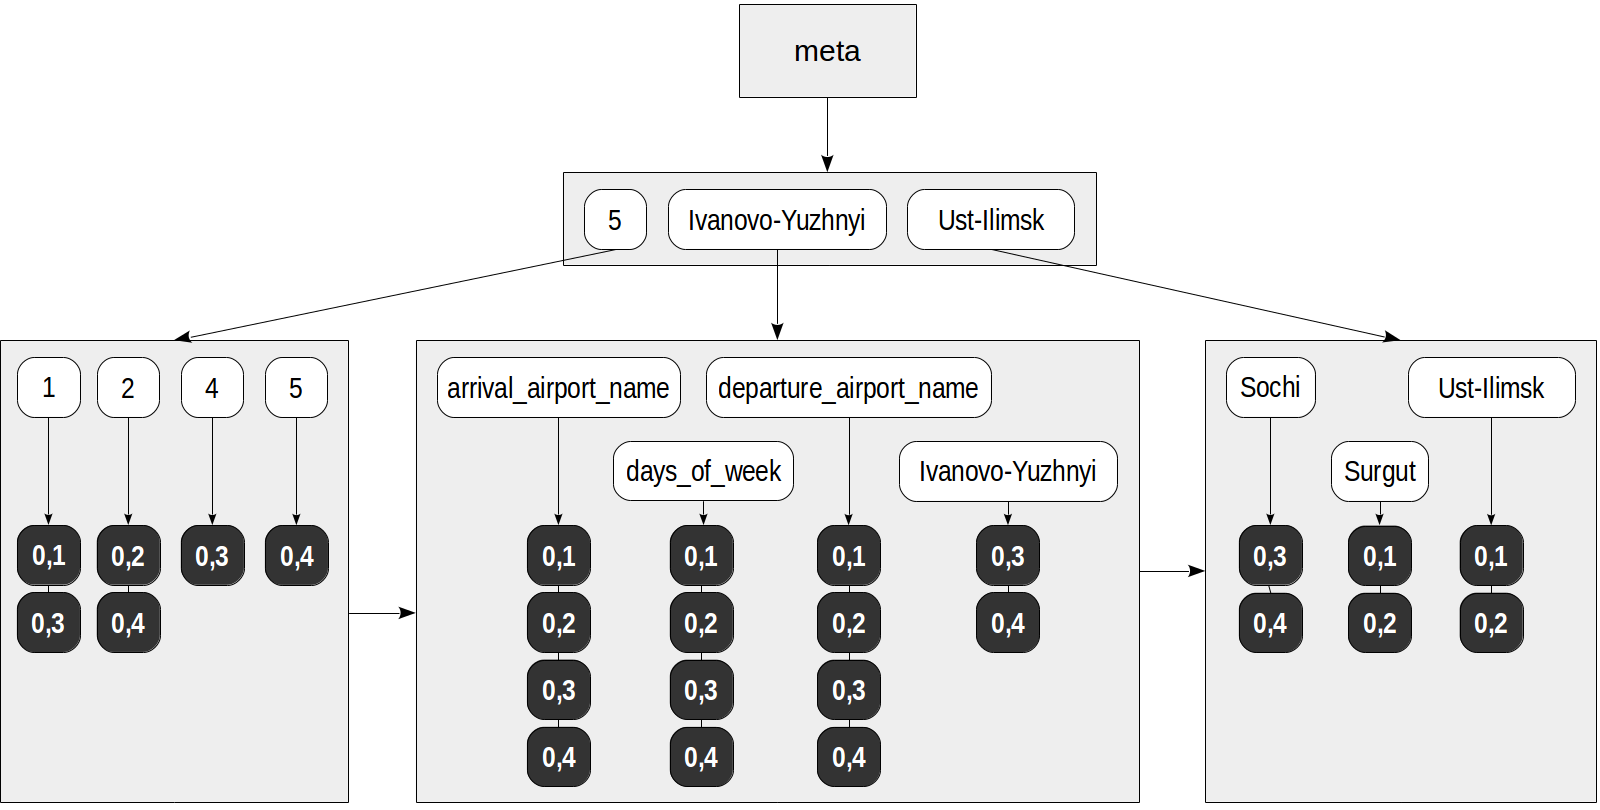 meta
5 Ivanovo-Yuzhnyi Ust-Ilimsk
1 2 4 5 arrival_airport_name departure_airport_name Sochi Ust-Ilimsk
days_of_week Ivanovo-Yuzhnyi Surgut
0,1 0,2 0,3 0,4 0,1 0,1 0,1 0,3 0,3 0,1 0,1
0,3 0,4 0,2 0,2 0,2 0,4 0,4 0,2 0,2
0,3 0,3 0,3
0,4 0,4 0,4